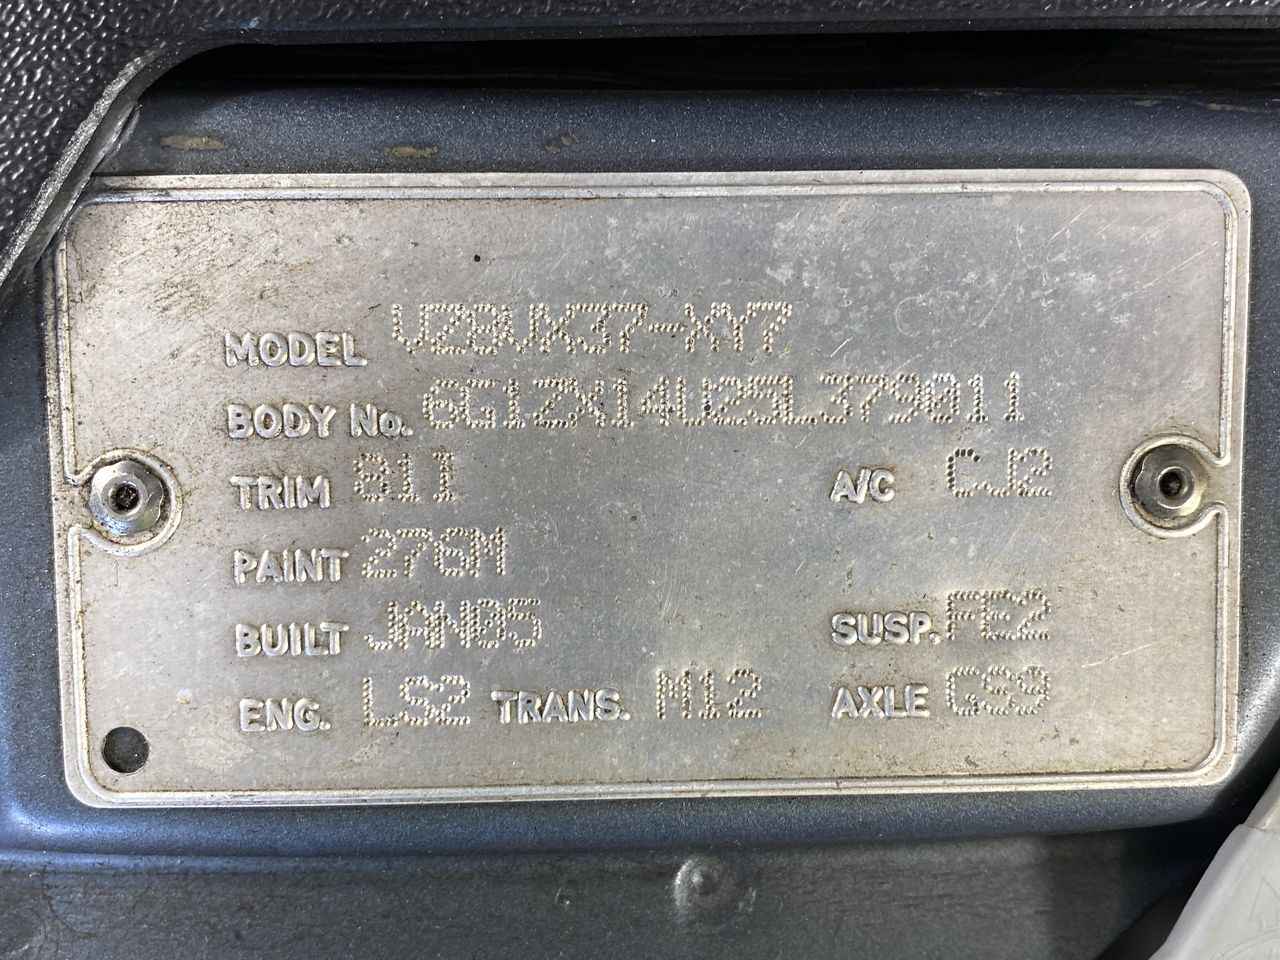 MODEL VZ8VX37-XY7
BODY No. 6G1ZX14U25L379011
TRIM 811 A/C CJ2
PAINT 276M
BUILT JAN05 SUSP. FE2
ENG. LS2 TRANS. M12 AXLE GS9